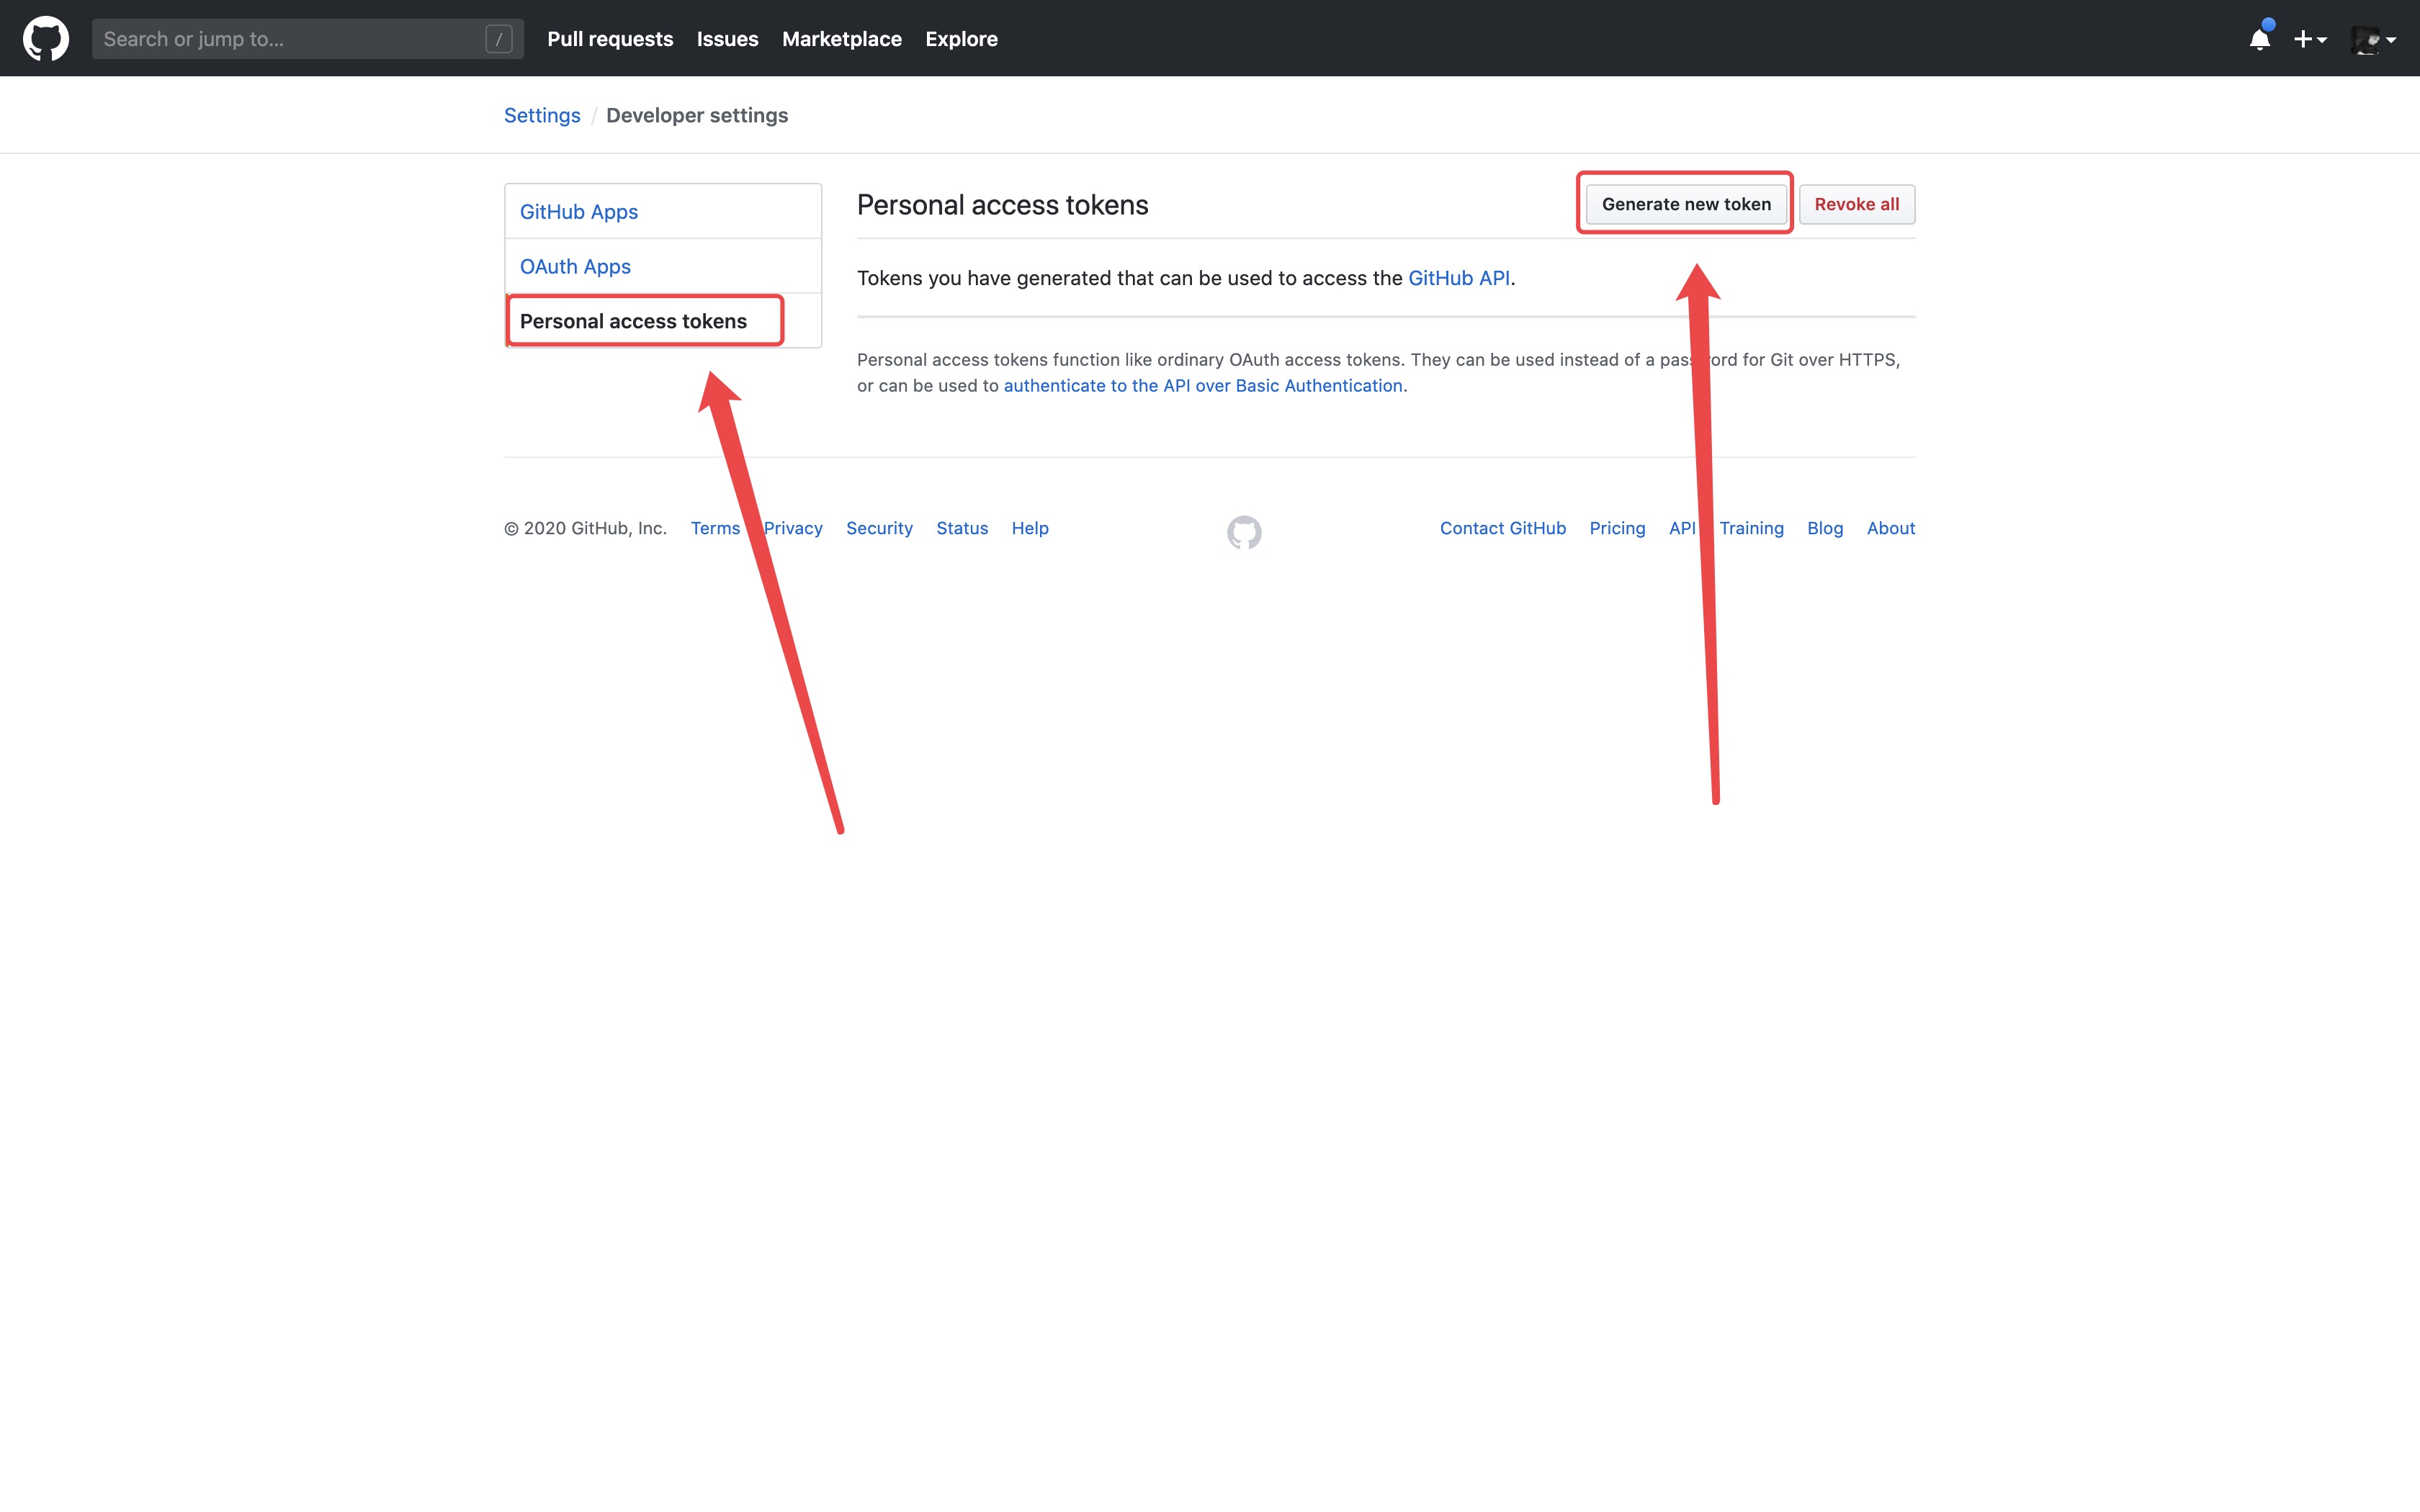 Search or jump to... / Pull requests Issues Marketplace Explore
Settings / Developer settings
GitHub Apps
OAuth Apps
Personal access tokens
Personal access tokens Generate new token Revoke all
Tokens you have generated that can be used to access the GitHub API.
Personal access tokens function like ordinary OAuth access tokens. They can be used instead of a password for Git over HTTPS,
or can be used to authenticate to the API over Basic Authentication.
© 2020 GitHub, Inc. Terms Privacy Security Status Help Contact GitHub Pricing API Training Blog About